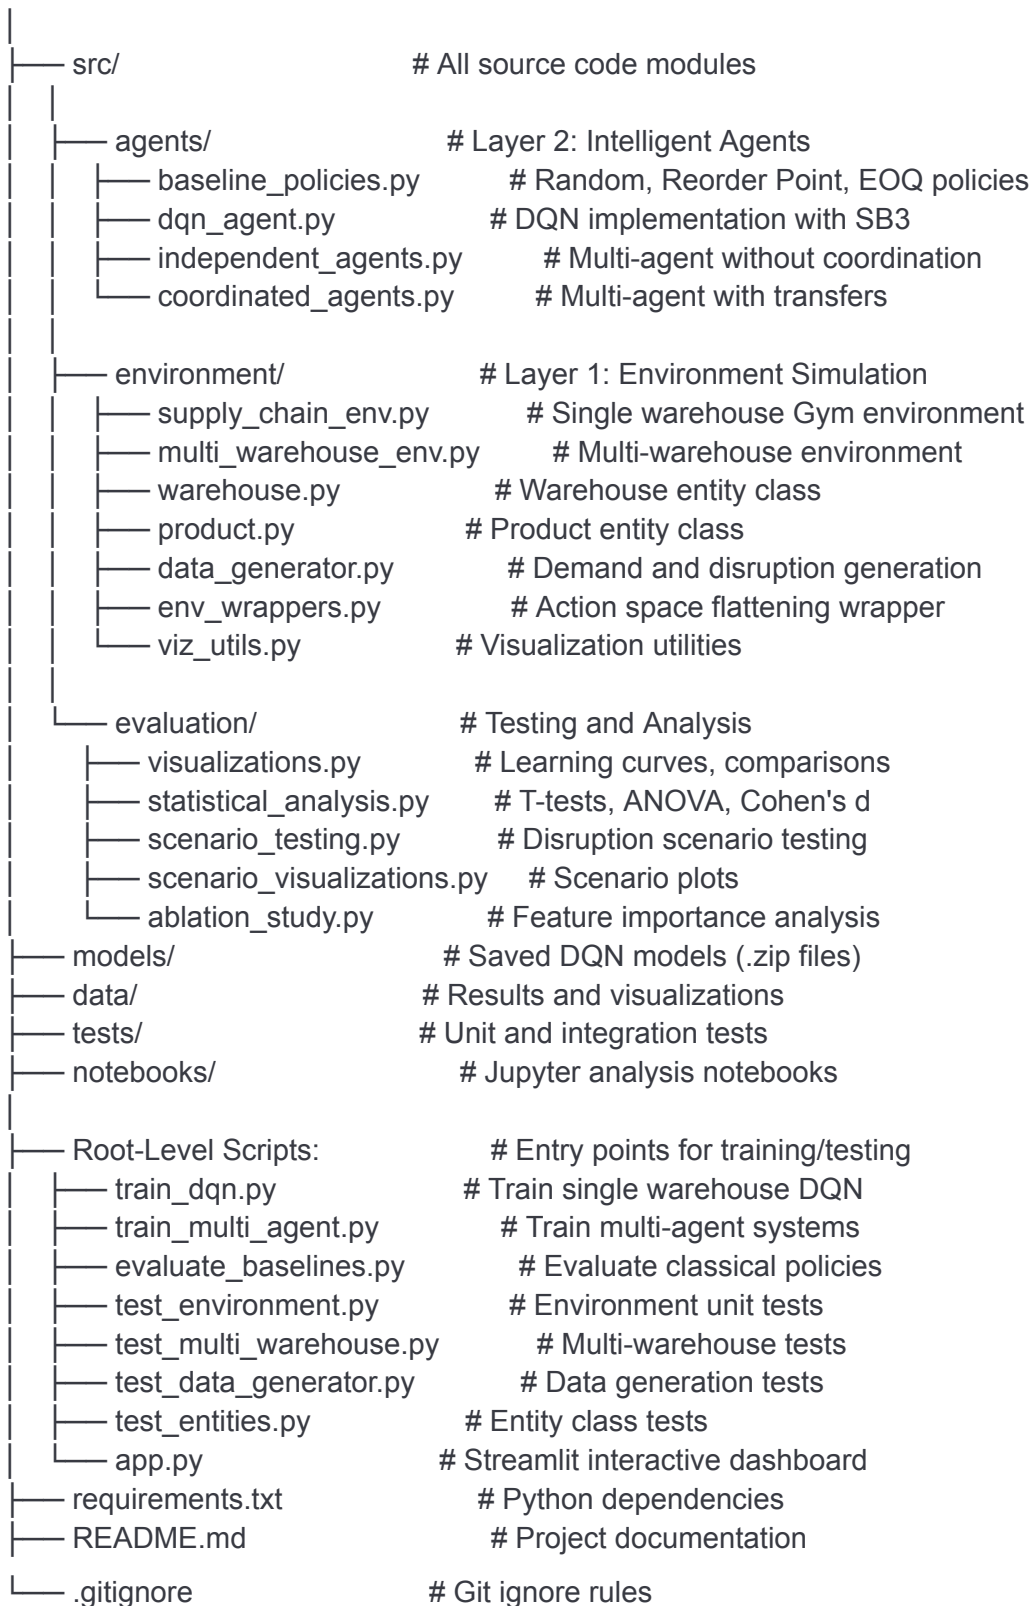 │
├── src/ # All source code modules
│ │
│ ├── agents/ # Layer 2: Intelligent Agents
│ │ ├── baseline_policies.py # Random, Reorder Point, EOQ policies
│ │ ├── dqn_agent.py # DQN implementation with SB3
│ │ ├── independent_agents.py # Multi-agent without coordination
│ │ └── coordinated_agents.py # Multi-agent with transfers
│ │
│ ├── environment/ # Layer 1: Environment Simulation
│ │ ├── supply_chain_env.py # Single warehouse Gym environment
│ │ ├── multi_warehouse_env.py # Multi-warehouse environment
│ │ ├── warehouse.py # Warehouse entity class
│ │ ├── product.py # Product entity class
│ │ ├── data_generator.py # Demand and disruption generation
│ │ ├── env_wrappers.py # Action space flattening wrapper
│ │ └── viz_utils.py # Visualization utilities
│ │
│ └── evaluation/ # Testing and Analysis
│ ├── visualizations.py # Learning curves, comparisons
│ ├── statistical_analysis.py # T-tests, ANOVA, Cohen's d
│ ├── scenario_testing.py # Disruption scenario testing
│ ├── scenario_visualizations.py # Scenario plots
│ └── ablation_study.py # Feature importance analysis
├── models/ # Saved DQN models (.zip files)
├── data/ # Results and visualizations
├── tests/ # Unit and integration tests
├── notebooks/ # Jupyter analysis notebooks
│
├── Root-Level Scripts: # Entry points for training/testing
│ ├── train_dqn.py # Train single warehouse DQN
│ ├── train_multi_agent.py # Train multi-agent systems
│ ├── evaluate_baselines.py # Evaluate classical policies
│ ├── test_environment.py # Environment unit tests
│ ├── test_multi_warehouse.py # Multi-warehouse tests
│ ├── test_data_generator.py # Data generation tests
│ ├── test_entities.py # Entity class tests
│ └── app.py # Streamlit interactive dashboard
├── requirements.txt # Python dependencies
├── README.md # Project documentation
└── .gitignore # Git ignore rules